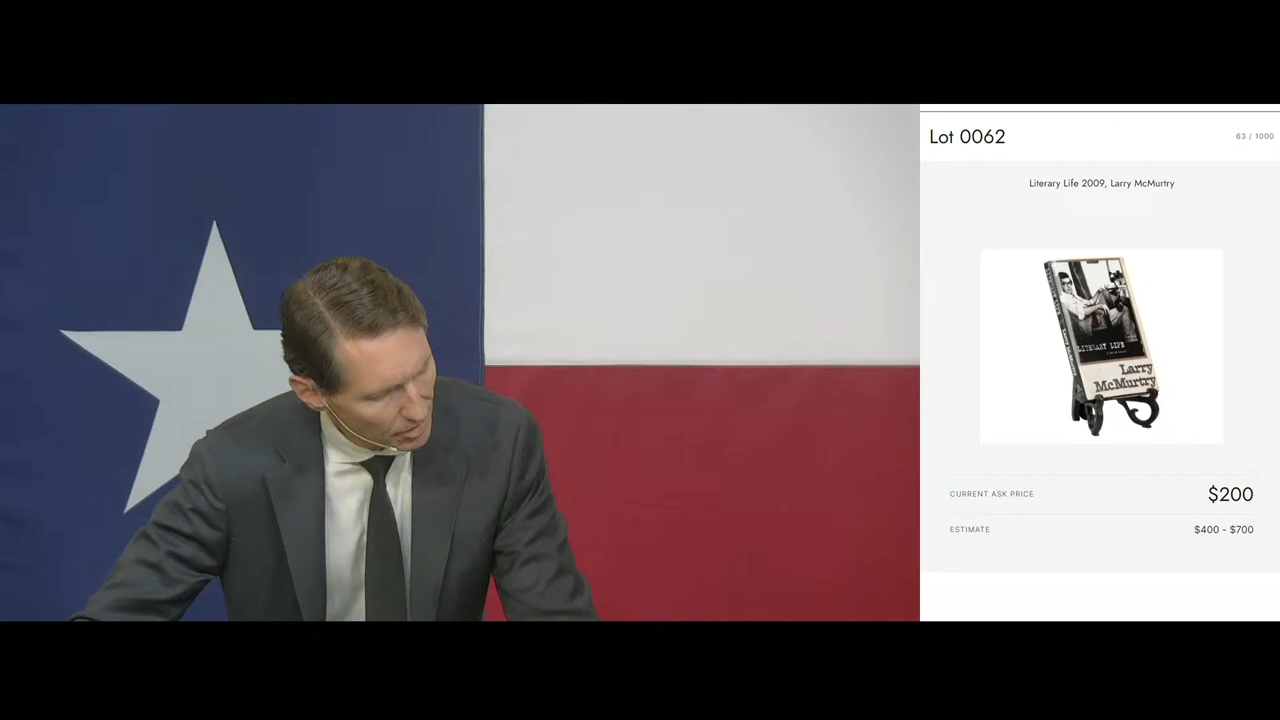 Lot 0062
63 / 1000
Literary Life 2009, Larry McMurtry
LITERARY LIFE
Larry
McMurtry
CURRENT ASK PRICE
$200
ESTIMATE
$400 - $700